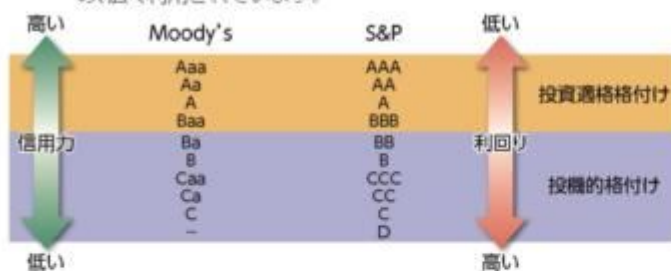 高い Moody's S&P 低い
Aaa AAA
Aa AA
A A 投資適格格付け
Baa BBB
信用力 Ba BB 利回り
B B
Caa CCC 投機的格付け
Ca CC
C C
– D
低い 高い